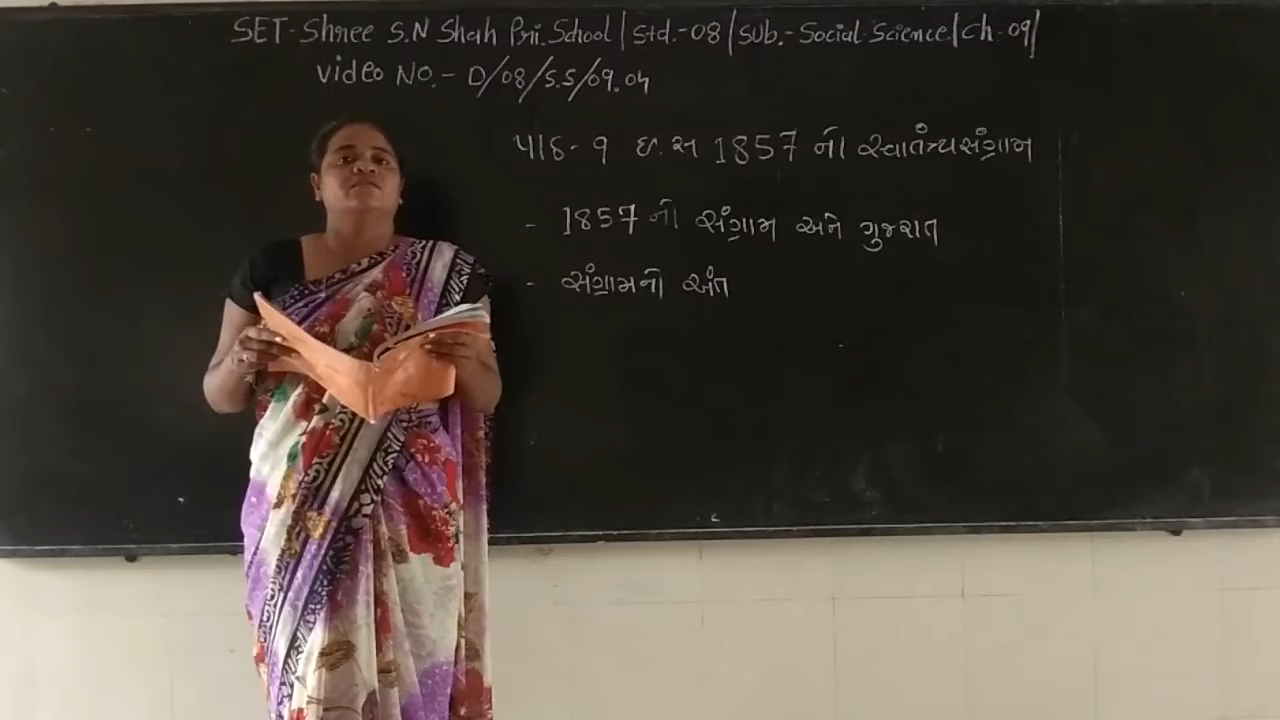 SET-Shree S.N Shah Pri. School | Std.-08 | Sub.- Social Science | Ch-09 |
Video No.- D/08/S.S/09.04
પાઠ- ૧ ઇ.સ 1857 નો સ્વાતંત્ર્યસંગ્રામ
- 1857 નો સંગ્રામ અને ગુજરાત
- સંગ્રામનો અંત